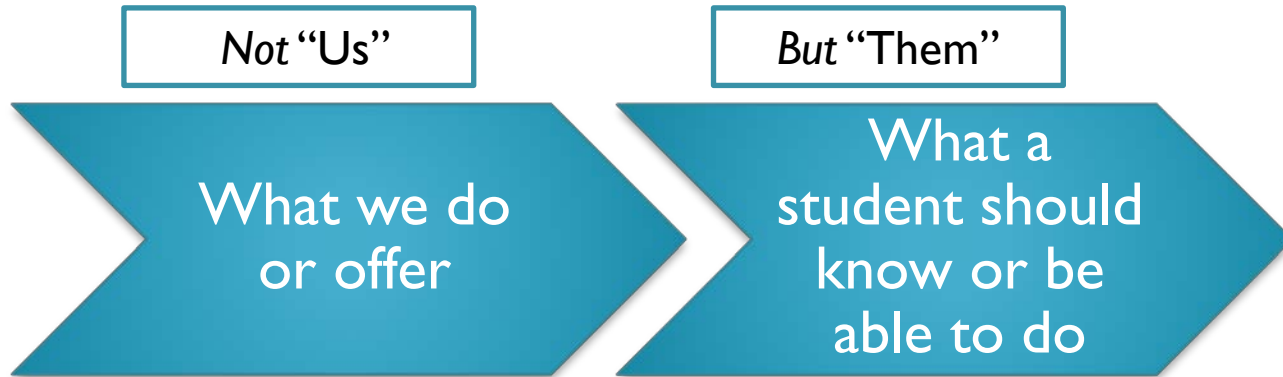 Not “Us”
What we do
or offer
But “Them”
What a
student should
know or be
able to do